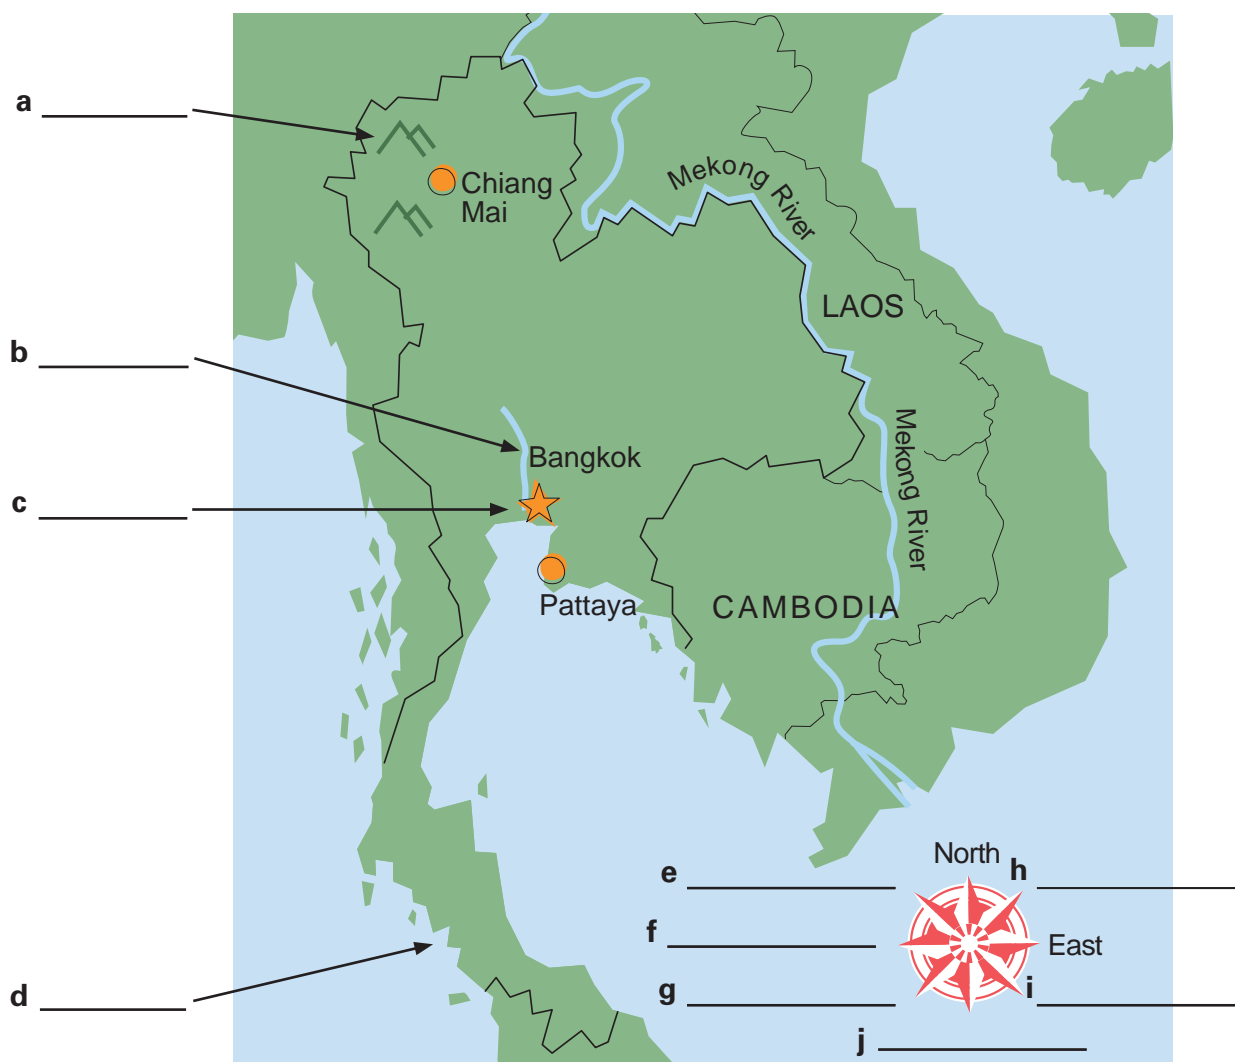 a
Chiang
Mai
Mekong River
LAOS
b
Bangkok
Mekong River
c
Pattaya
CAMBODIA
North
e
h
f
East
d
g
i
j